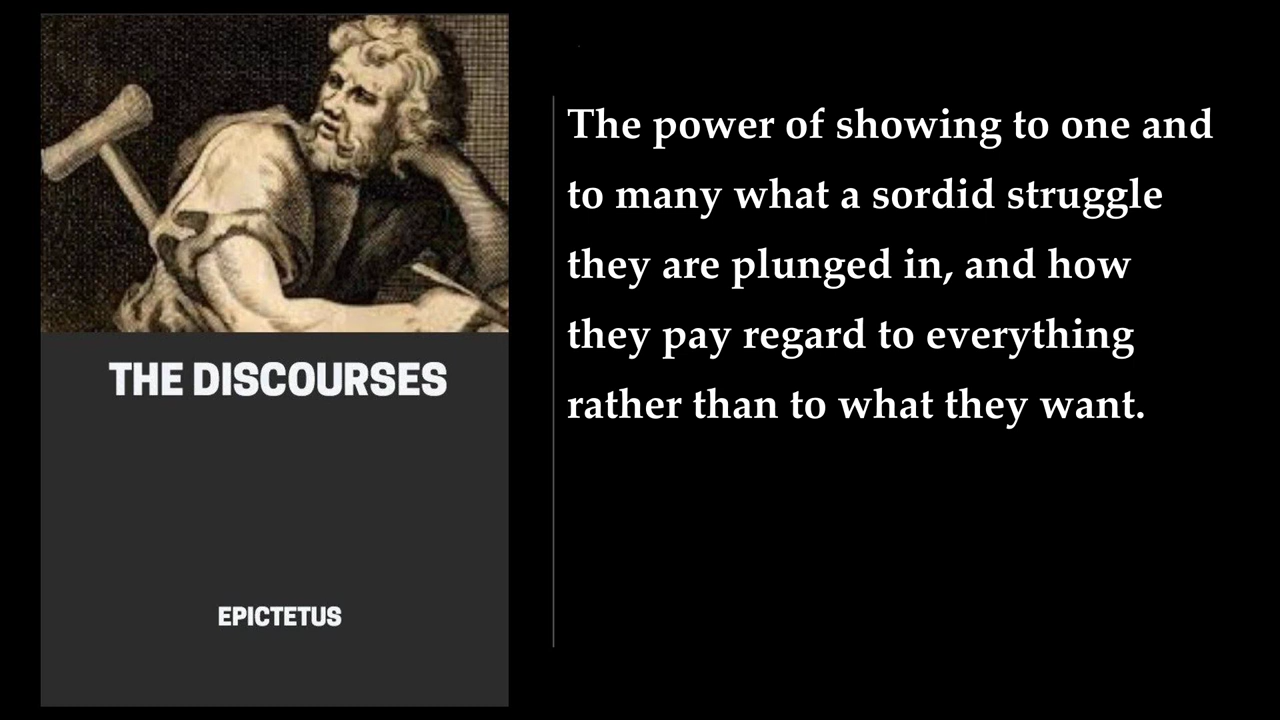 THE DISCOURSES
EPICTETUS
The power of showing to one and
to many what a sordid struggle
they are plunged in, and how
they pay regard to everything
rather than to what they want.